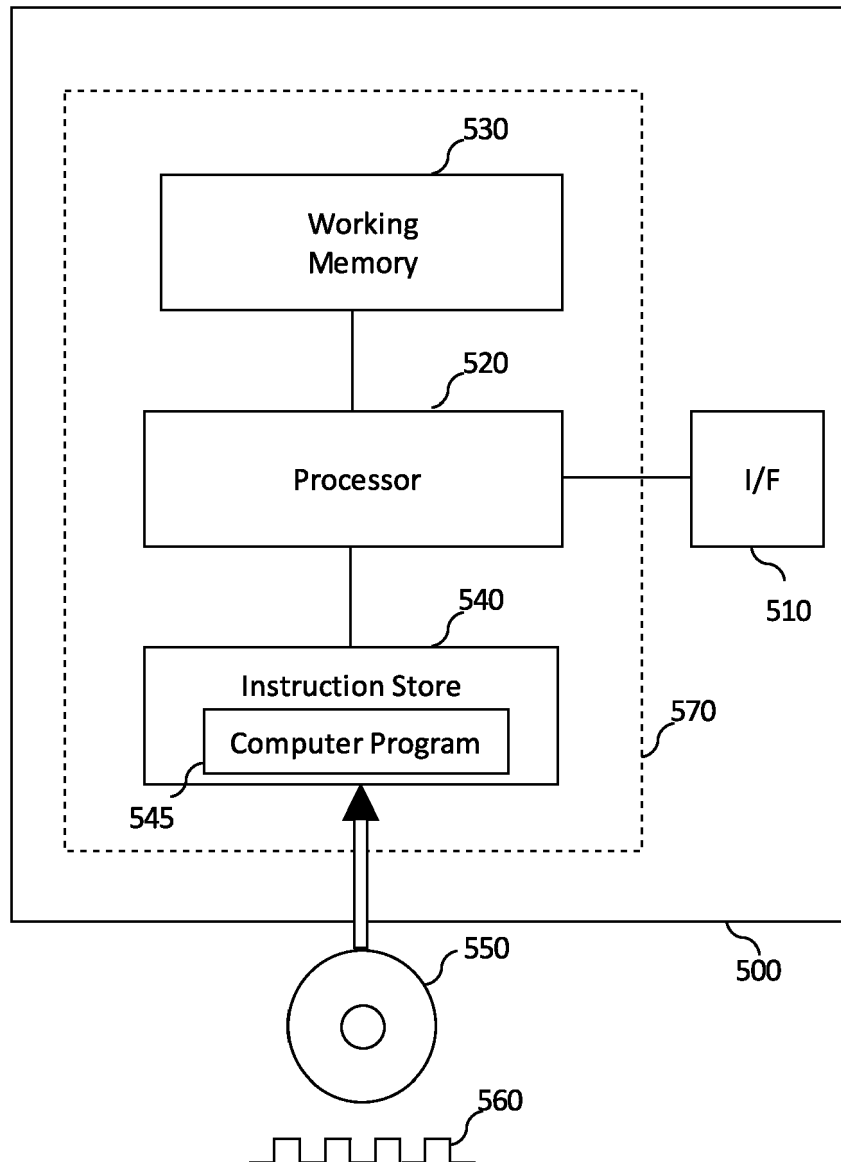 530
Working
Memory
520
Processor
I/F
510
540
Instruction Store
Computer Program
545
570
550
500
560